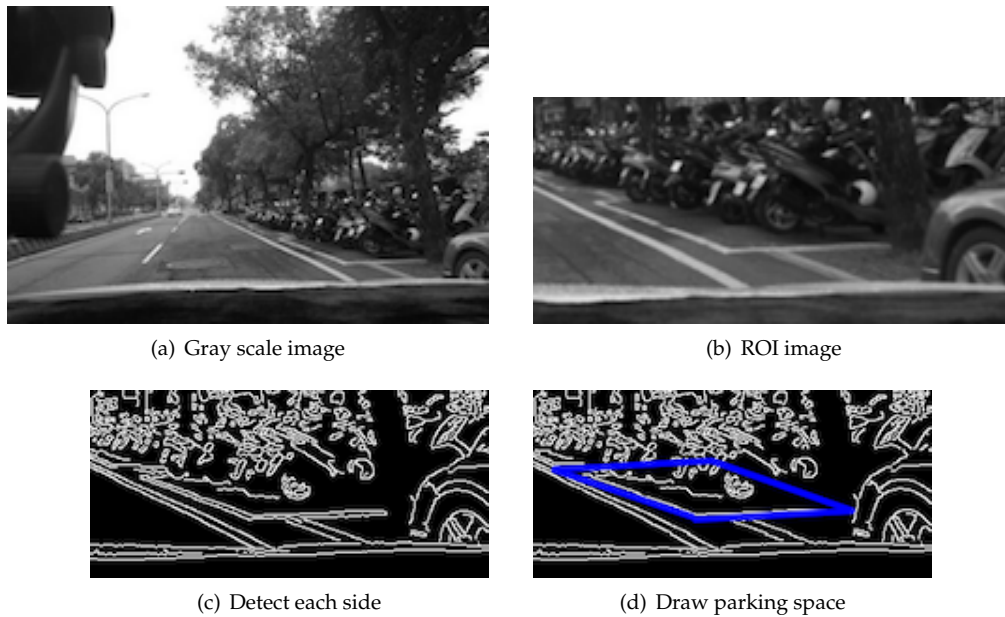 (a) Gray scale image
(b) ROI image
(c) Detect each side
(d) Draw parking space